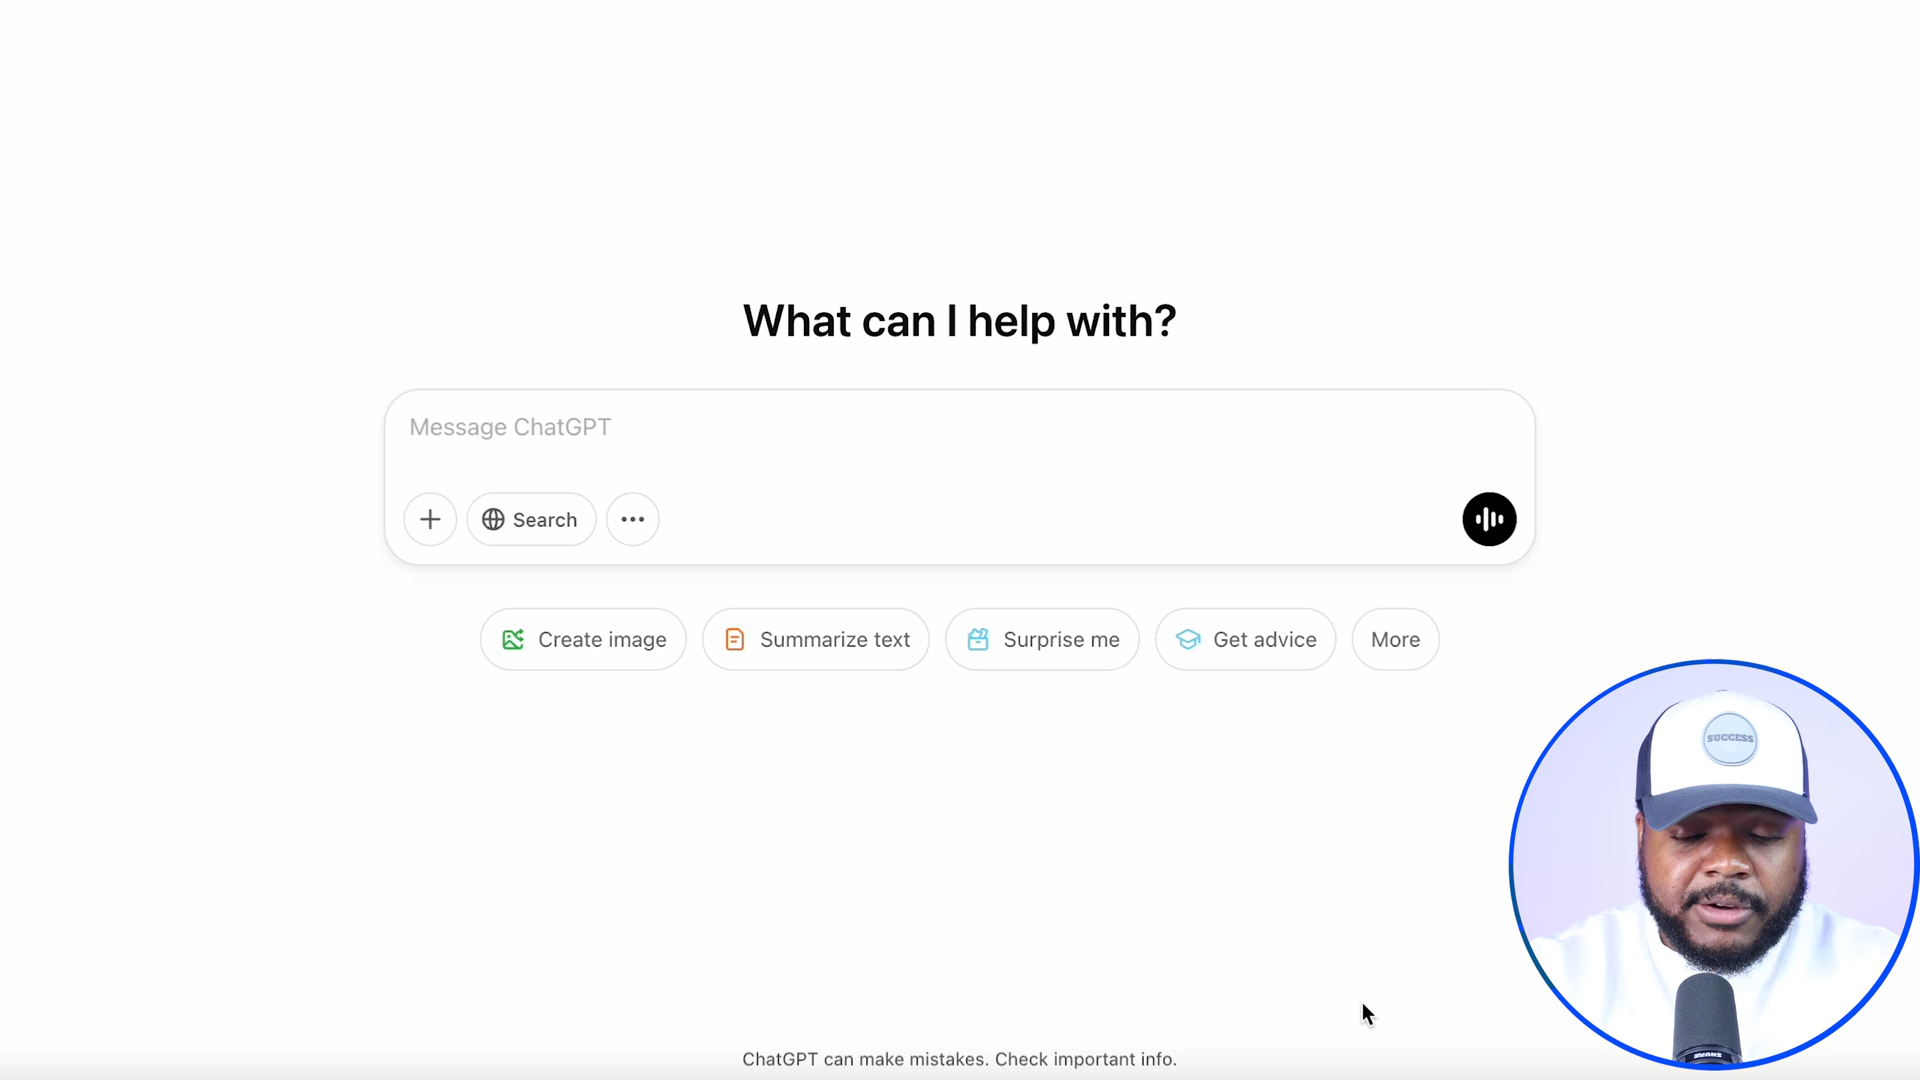 What can I help with?
Message ChatGPT
Search
Create image
Summarize text
Surprise me
Get advice
More
SUCCESS
SHURE
ChatGPT can make mistakes. Check important info.